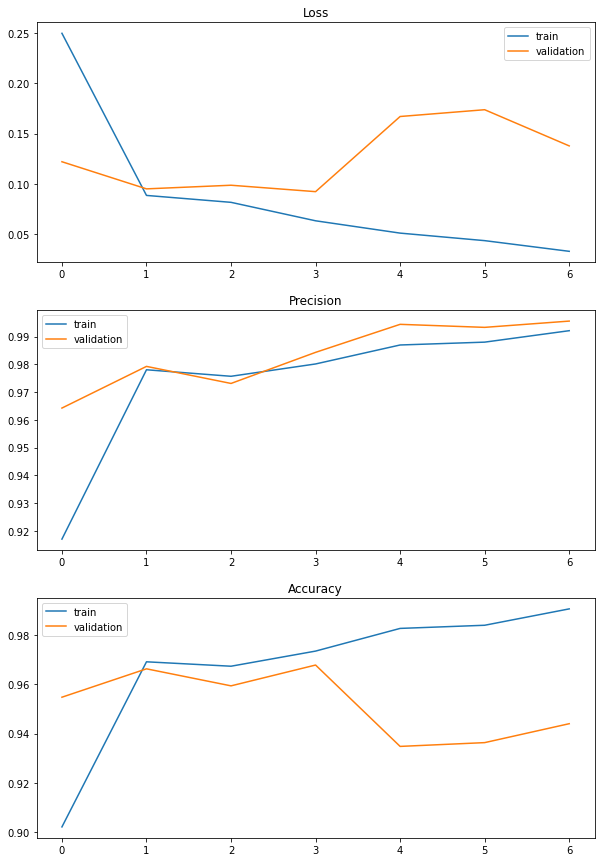 Loss
0.25
0.20
0.15
0.10
0.05
train
validation
0 1 2 3 4 5 6
Precision
0.99
0.98
0.97
0.96
0.95
0.94
0.93
0.92
train
validation
0 1 2 3 4 5 6
Accuracy
0.98
0.96
0.94
0.92
0.90
train
validation
0 1 2 3 4 5 6